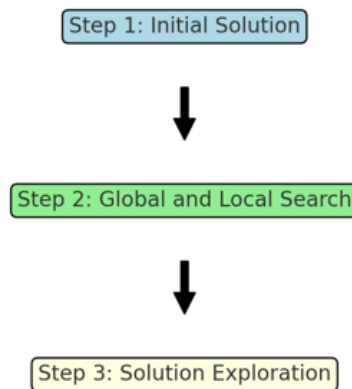 Step 1: Initial Solution
Step 2: Global and Local Search
Step 3: Solution Exploration